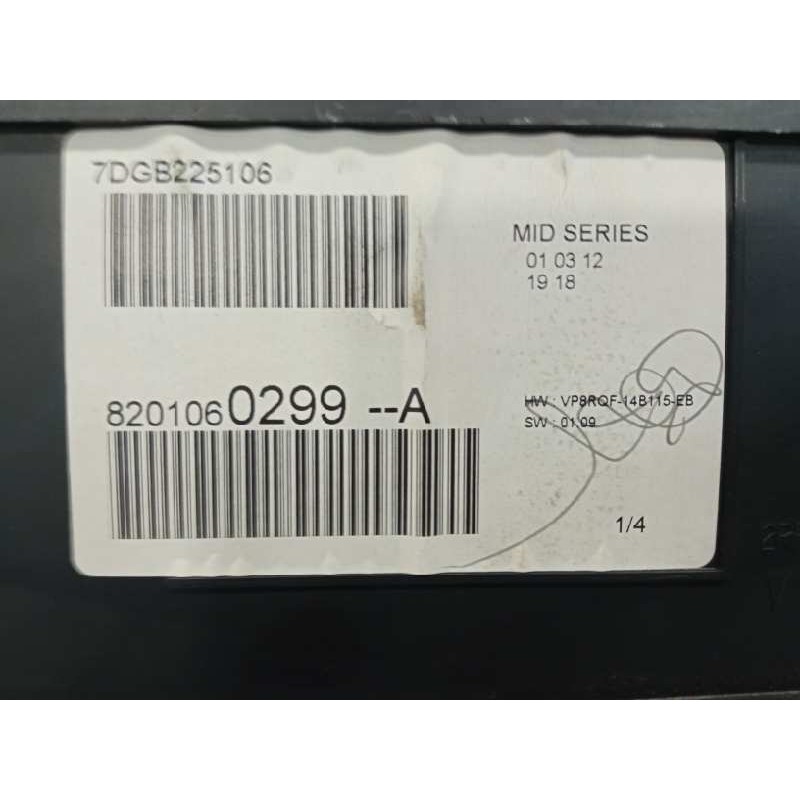 7DGB225106
MID SERIES
01 03 12
19 18
8201060299 --A
HW : VP8RQF-14B115-EB
SW : 01.09
1/4